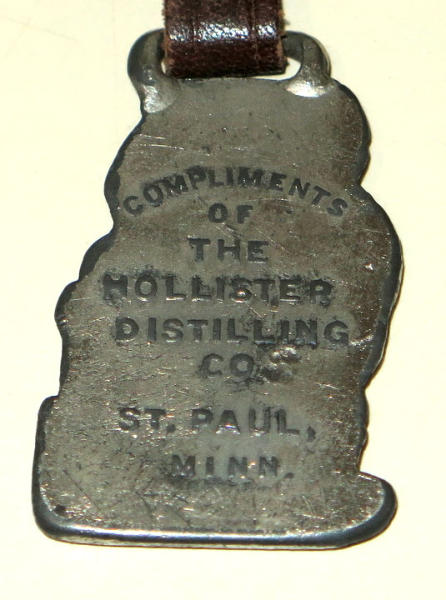 COMPLIMENTS
OF
THE
HOLLISTER
DISTILLING
CO.
ST. PAUL,
MINN.